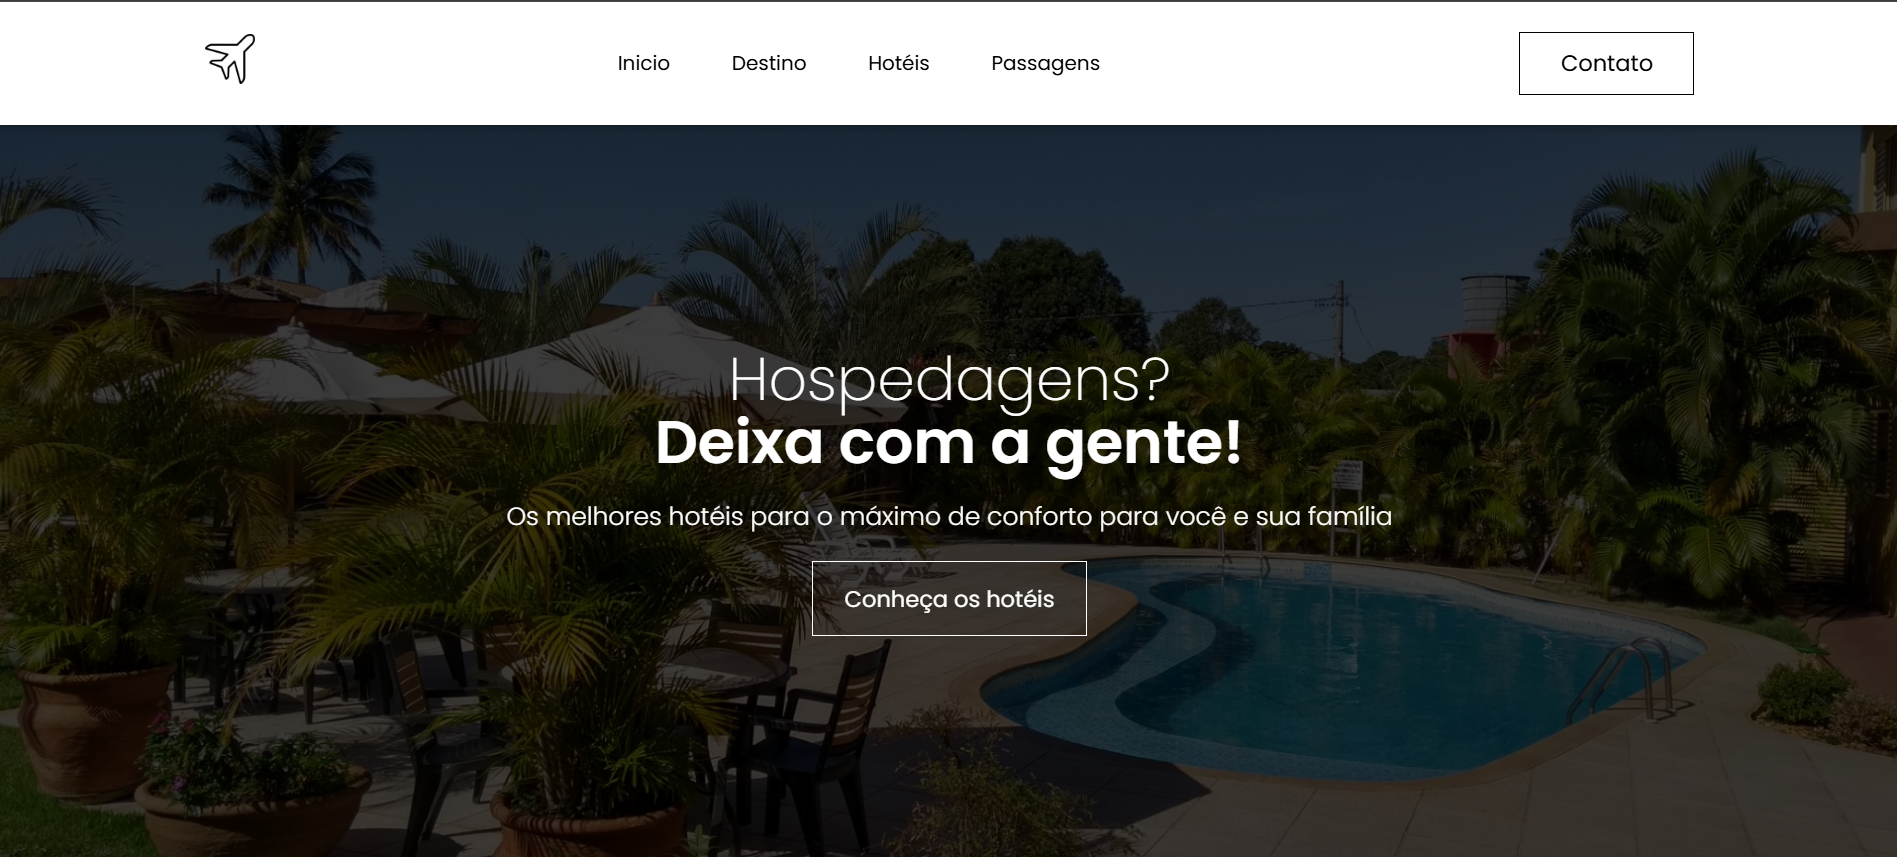 Inicio
Destino
Hotéis
Passagens
Contato
Hospedagens?
Deixa com a gente!
Os melhores hotéis para o máximo de conforto para você e sua família
Conheça os hotéis